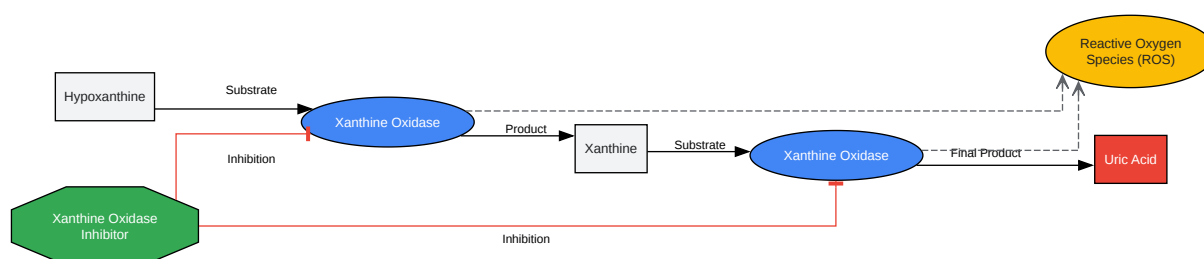 Reactive Oxygen
Species (ROS)
Hypoxanthine
Substrate
Xanthine Oxidase
Product
Xanthine
Substrate
Xanthine Oxidase
Final Product
Uric Acid
Inhibition
Xanthine Oxidase
Inhibitor
Inhibition